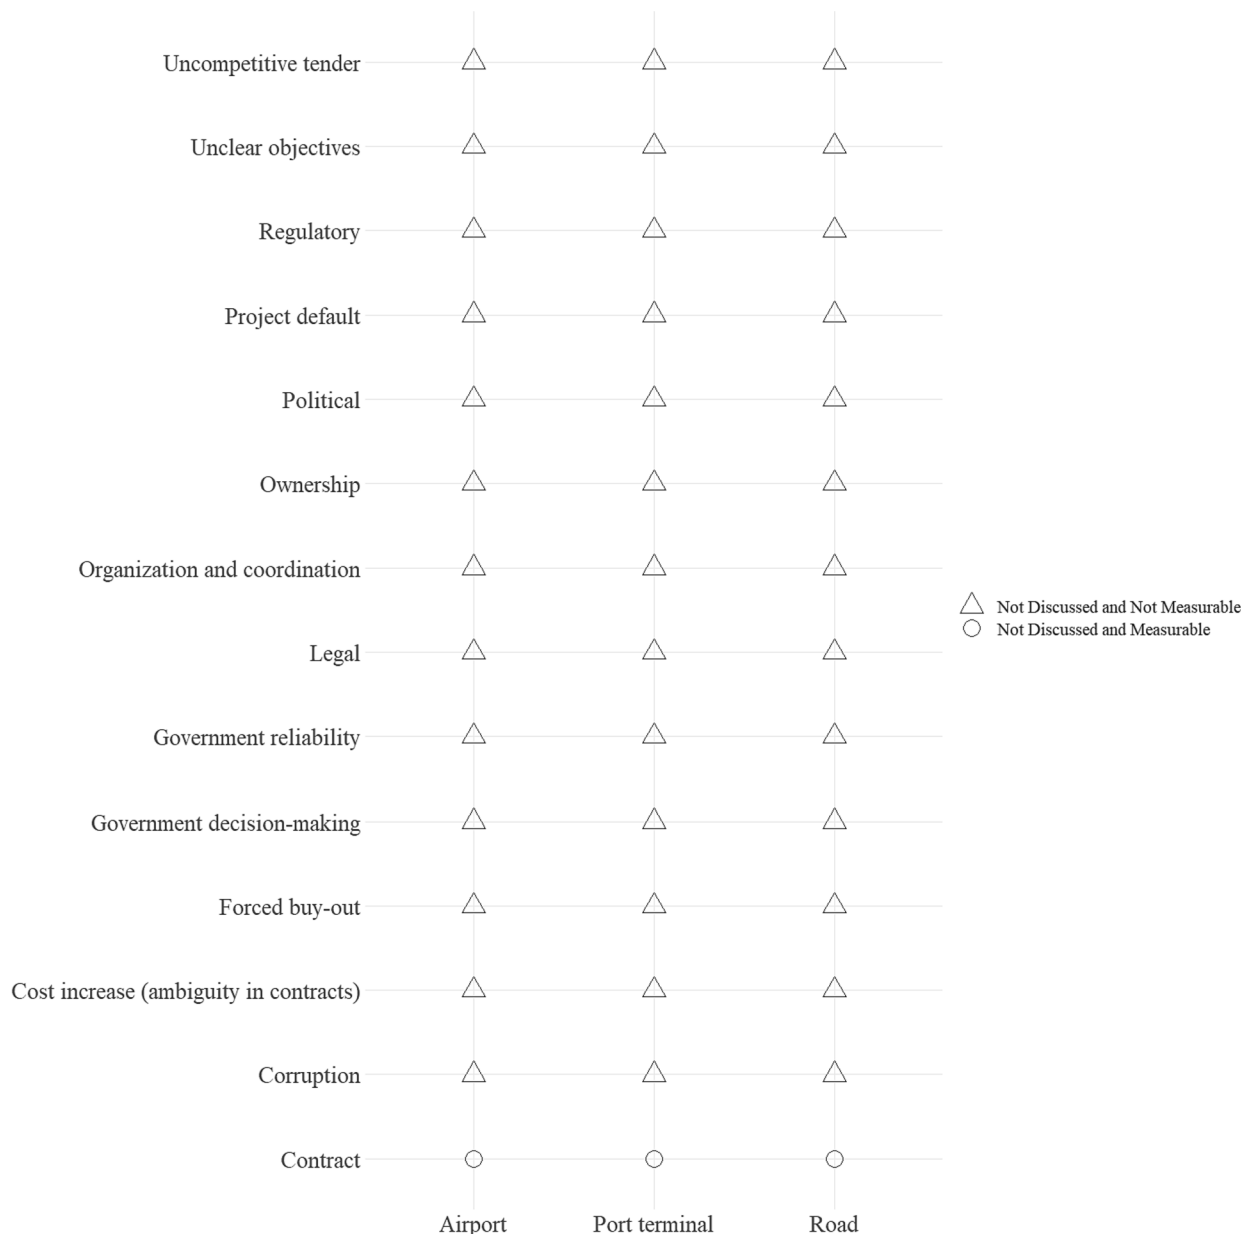 Uncompetitive tender
Unclear objectives
Regulatory
Project default
Political
Ownership
Organization and coordination
Legal
Government reliability
Government decision-making
Forced buy-out
Cost increase (ambiguity in contracts)
Corruption
Contract
Airport
Port terminal
Road
Not Discussed and Not Measurable
Not Discussed and Measurable